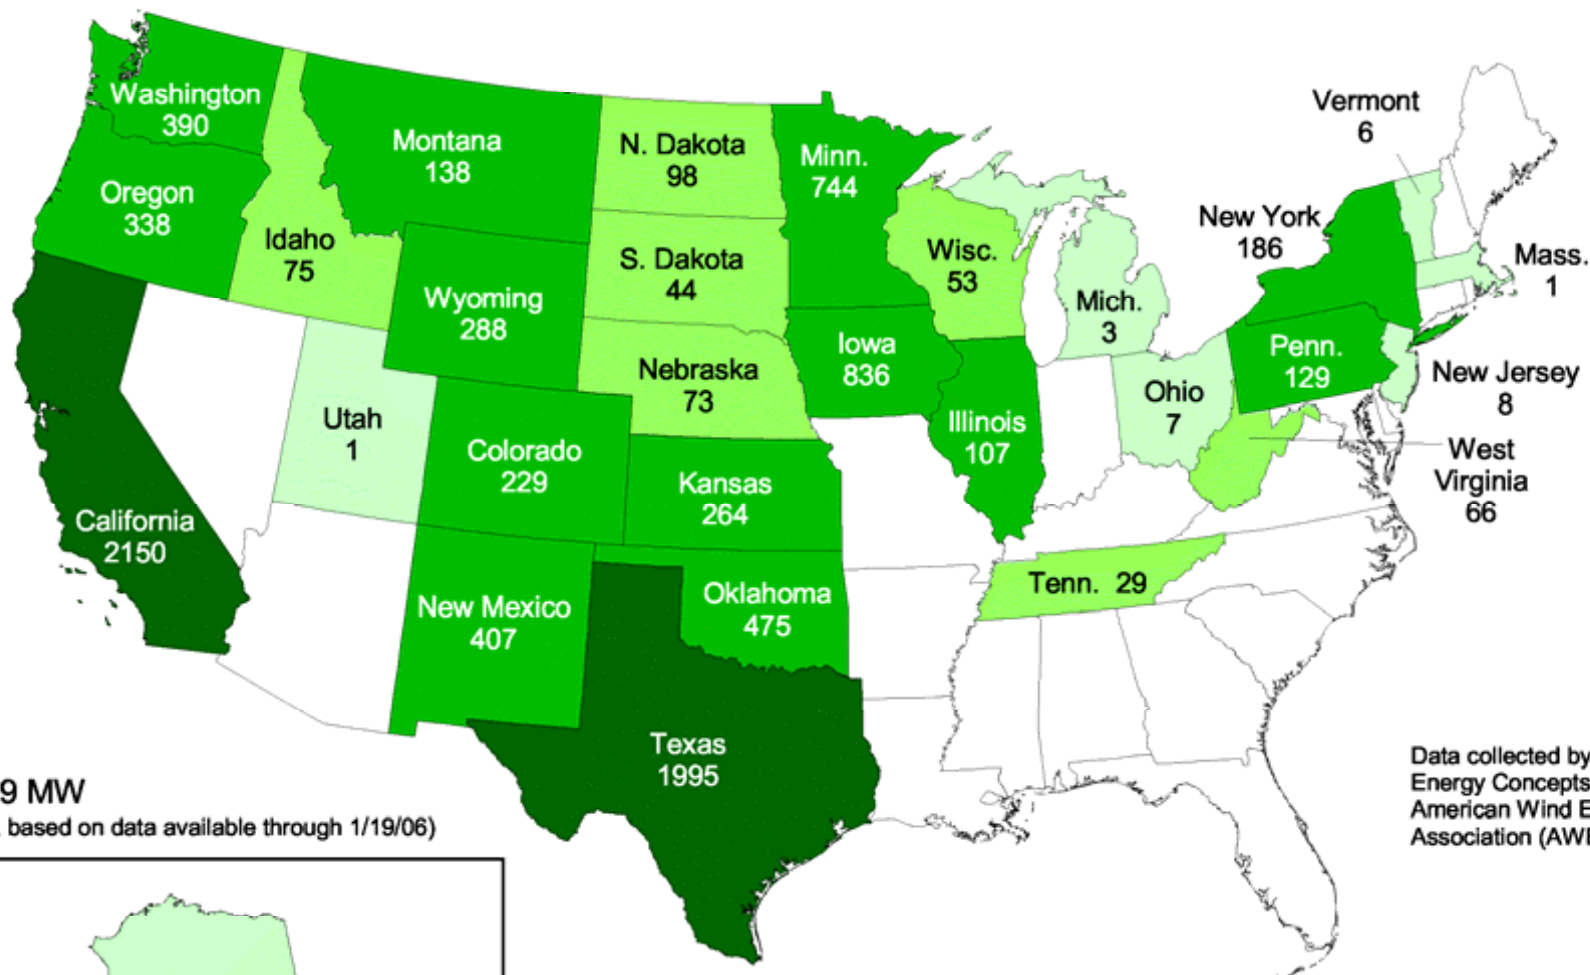 Washington
390
Oregon
338
Idaho
75
Montana
138
Wyoming
288
N. Dakota
98
S. Dakota
44
Nebraska
73
Minn.
744
Wisc.
53
Iowa
836
Illinois
107
Mich.
3
Ohio
7
Vermont
6
New York
186
Mass.
1
Penn.
129
New Jersey
8
West
Virginia
66
Utah
1
Colorado
229
Kansas
264
California
2150
New Mexico
407
Oklahoma
475
Tenn. 29
Texas
1995
9 MW
based on data available through 1/19/06)
Data collected by
Energy Concepts
American Wind E
Association (AWE